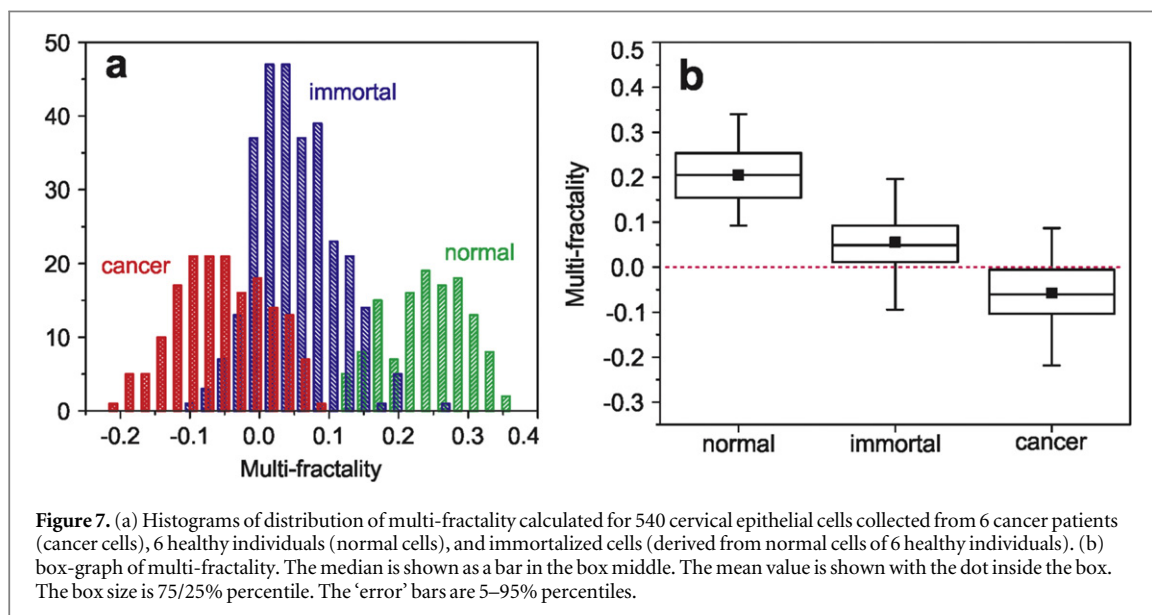 a
50
40
30
20
10
0
immortal
cancer
normal
-0.2 -0.1 0.0 0.1 0.2 0.3 0.4
Multi-fractality
b
Multi-fractality
0.5
0.4
0.3
0.2
0.1
0.0
-0.1
-0.2
-0.3
normal immortal cancer
Figure 7. (a) Histograms of distribution of multi-fractality calculated for 540 cervical epithelial cells collected from 6 cancer patients
(cancer cells), 6 healthy individuals (normal cells), and immortalized cells (derived from normal cells of 6 healthy individuals). (b)
box-graph of multi-fractality. The median is shown as a bar in the box middle. The mean value is shown with the dot inside the box.
The box size is 75/25% percentile. The ‘error’ bars are 5–95% percentiles.